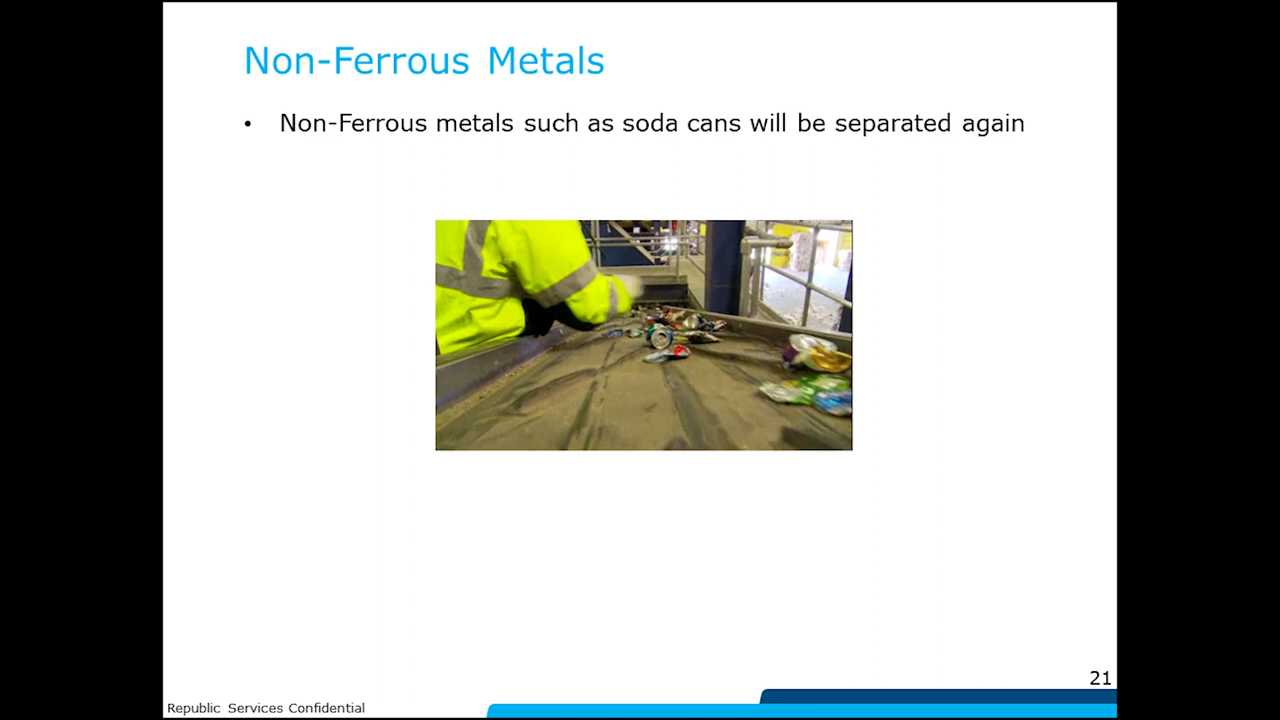 Non-Ferrous Metals
• Non-Ferrous metals such as soda cans will be separated again
21
Republic Services Confidential